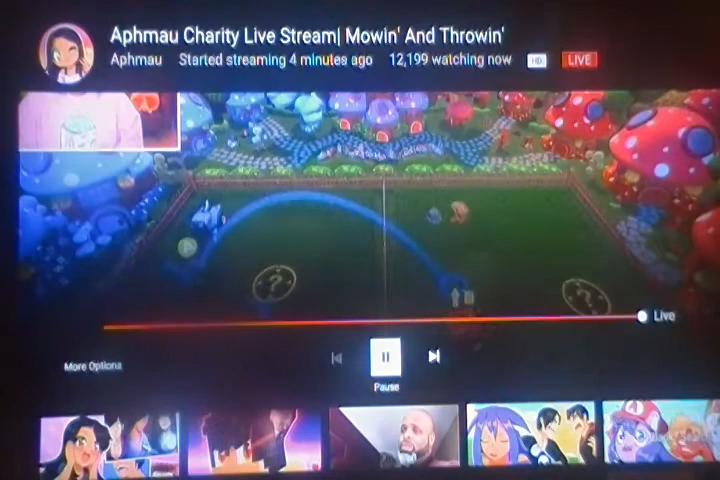 Aphmau Charity Live Stream| Mowin' And Throwin'
Aphmau Started streaming 4 minutes ago 12,199 watching now HD LIVE
? ?
Live
More Options
Pause